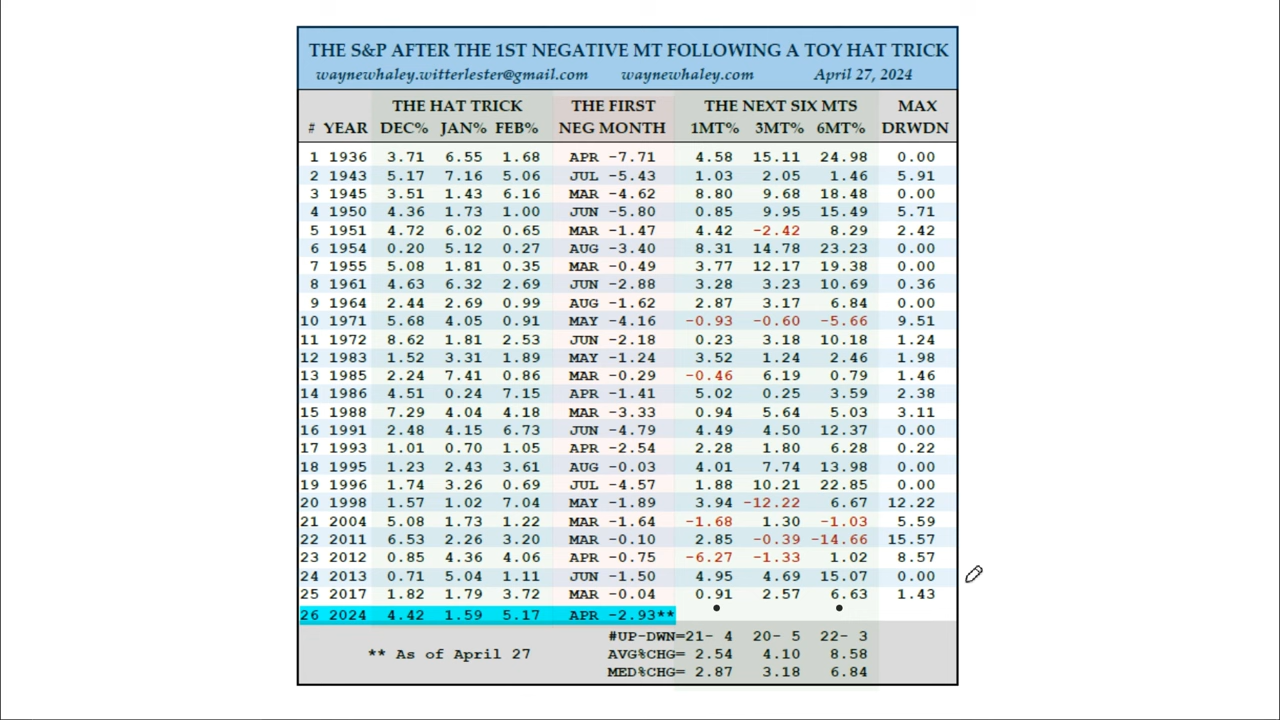 THE S&P AFTER THE 1ST NEGATIVE MT FOLLOWING A TOY HAT TRICK
waynewhaley.witterlester@gmail.com waynewhaley.com April 27, 2024
THE HAT TRICK THE FIRST THE NEXT SIX MTS MAX
# YEAR DEC% JAN% FEB% NEG MONTH 1MT% 3MT% 6MT% DRWDN
1 1936 3.71 6.55 1.68 APR -7.71 4.58 15.11 24.98 0.00
2 1943 5.17 7.16 5.06 JUL -5.43 1.03 2.05 1.46 5.91
3 1945 3.51 1.43 6.16 MAR -4.62 8.80 9.68 18.48 0.00
4 1950 4.36 1.73 1.00 JUN -5.80 0.85 9.95 15.49 5.71
5 1951 4.72 6.02 0.65 MAR -1.47 4.42 -2.42 8.29 2.42
6 1954 0.20 5.12 0.27 AUG -3.40 8.31 14.78 23.23 0.00
7 1955 5.08 1.81 0.35 MAR -0.49 3.77 12.17 19.38 0.00
8 1961 4.63 6.32 2.69 JUN -2.88 3.28 3.23 10.69 0.36
9 1964 2.44 2.69 0.99 AUG -1.62 2.87 3.17 6.84 0.00
10 1971 5.68 4.05 0.91 MAY -4.16 -0.93 -0.60 -5.66 9.51
11 1972 8.62 1.81 2.53 JUN -2.18 0.23 3.18 10.18 1.24
12 1983 1.52 3.31 1.89 MAY -1.24 3.52 1.24 2.46 1.98
13 1985 2.24 7.41 0.86 MAR -0.29 -0.46 6.19 0.79 1.46
14 1986 4.51 0.24 7.15 APR -1.41 5.02 0.25 3.59 2.38
15 1988 7.29 4.04 4.18 MAR -3.33 0.94 5.64 5.03 3.11
16 1991 2.48 4.15 6.73 JUN -4.79 4.49 4.50 12.37 0.00
17 1993 1.01 0.70 1.05 APR -2.54 2.28 1.80 6.28 0.22
18 1995 1.23 2.43 3.61 AUG -0.03 4.01 7.74 13.98 0.00
19 1996 1.74 3.26 0.69 JUL -4.57 1.88 10.21 22.85 0.00
20 1998 1.57 1.02 7.04 MAY -1.89 3.94 -12.22 6.67 12.22
21 2004 5.08 1.73 1.22 MAR -1.64 -1.68 1.30 -1.03 5.59
22 2011 6.53 2.26 3.20 MAR -0.10 2.85 -0.39 -14.66 15.57
23 2012 0.85 4.36 4.06 APR -0.75 -6.27 -1.33 1.02 8.57
24 2013 0.71 5.04 1.11 JUN -1.50 4.95 4.69 15.07 0.00
25 2017 1.82 1.79 3.72 MAR -0.04 0.91 2.57 6.63 1.43
26 2024 4.42 1.59 5.17 APR -2.93**
#UP-DWN=21- 4 20- 5 22- 3
** As of April 27 AVG%CHG= 2.54 4.10 8.58
MED%CHG= 2.87 3.18 6.84